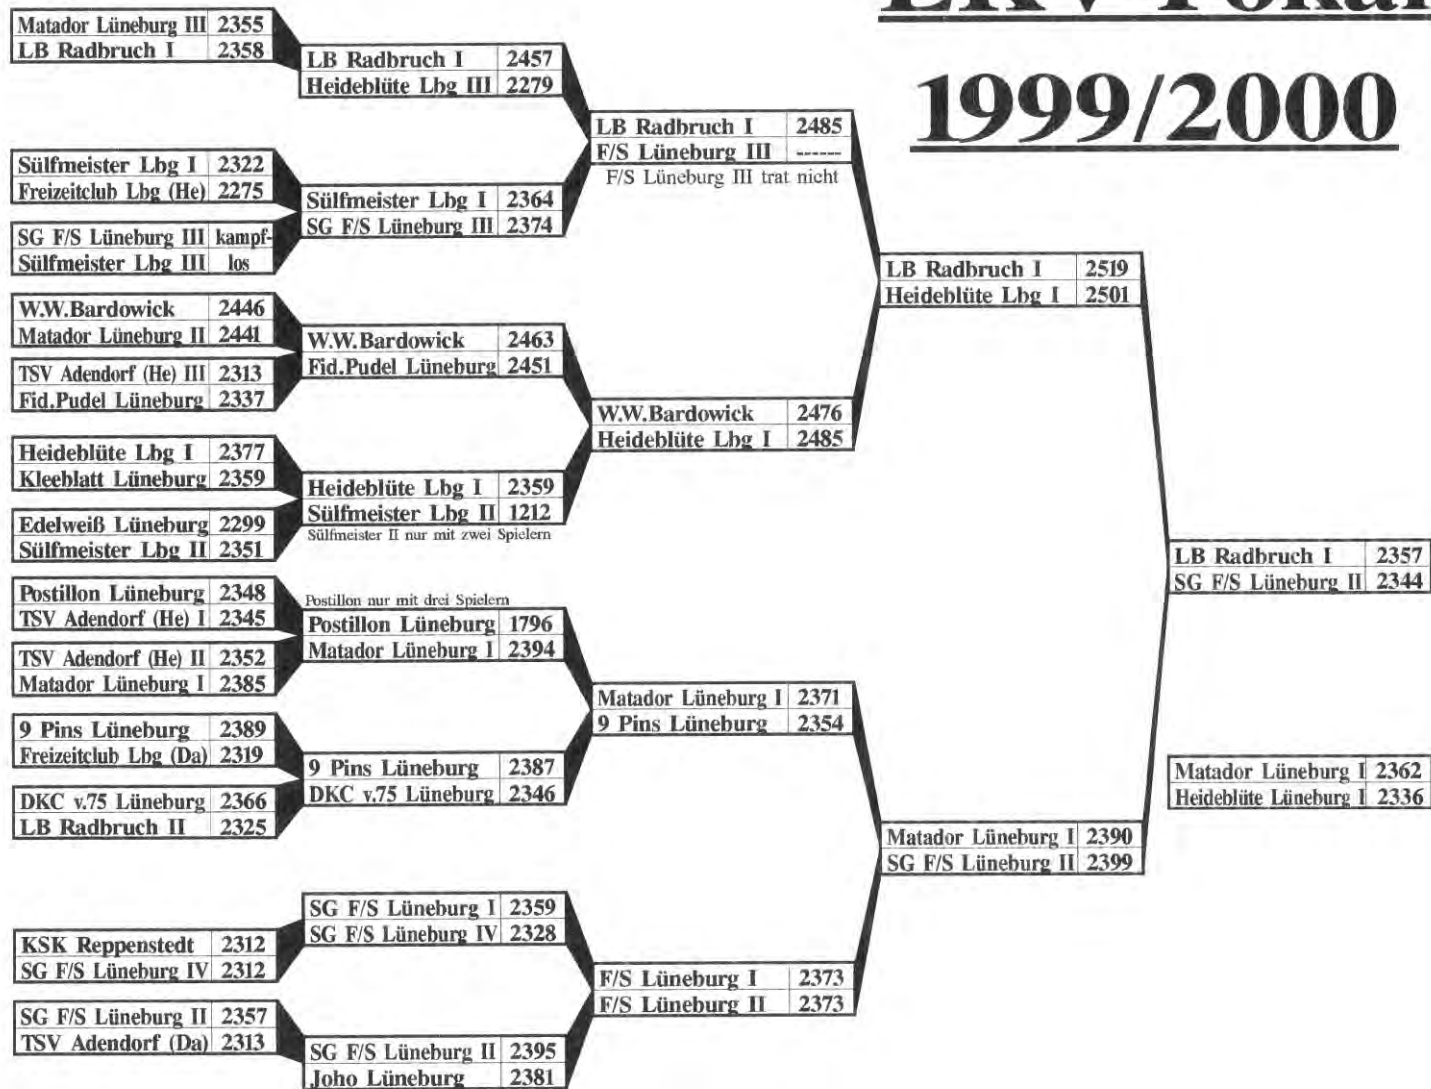 1999/2000
Matador Lüneburg III 2355
LB Radbruch I 2358
Sülfmeister Lbg I 2322
Freizeitclub Lbg (He) 2275
SG F/S Lüneburg III kampf-
Sülfmeister Lbg III los
W.W.Bardowick 2446
Matador Lüneburg II 2441
TSV Adendorf (He) III 2313
Fid.Pudel Lüneburg 2337
Heideblüte Lbg I 2377
Kleeblatt Lüneburg 2359
Edelweiß Lüneburg 2299
Sülfmeister Lbg II 2351
Postillon Lüneburg 2348
TSV Adendorf (He) I 2345
TSV Adendorf (He) II 2352
Matador Lüneburg I 2385
9 Pins Lüneburg 2389
Freizeitclub Lbg (Da) 2319
DKC v.75 Lüneburg 2366
LB Radbruch II 2325
KSK Reppenstedt 2312
SG F/S Lüneburg IV 2312
SG F/S Lüneburg II 2357
TSV Adendorf (Da) 2313
LB Radbruch I 2457
Heideblüte Lbg III 2279
Sülfmeister Lbg I 2364
SG F/S Lüneburg III 2374
W.W.Bardowick 2463
Fid.Pudel Lüneburg 2451
Heideblüte Lbg I 2359
Sülfmeister Lbg II 1212
Sülfmeister II nur mit zwei Spielern
Postillon nur mit drei Spielern
Postillon Lüneburg 1796
Matador Lüneburg I 2394
9 Pins Lüneburg 2387
DKC v.75 Lüneburg 2346
SG F/S Lüneburg I 2359
SG F/S Lüneburg IV 2328
SG F/S Lüneburg II 2395
Joho Lüneburg 2381
LB Radbruch I 2485
F/S Lüneburg III ------
F/S Lüneburg III trat nicht
W.W.Bardowick 2476
Heideblüte Lbg I 2485
Matador Lüneburg I 2371
9 Pins Lüneburg 2354
F/S Lüneburg I 2373
F/S Lüneburg II 2373
LB Radbruch I 2519
Heideblüte Lbg I 2501
Matador Lüneburg I 2390
SG F/S Lüneburg II 2399
LB Radbruch I 2357
SG F/S Lüneburg II 2344
Matador Lüneburg I 2362
Heideblüte Lüneburg I 2336